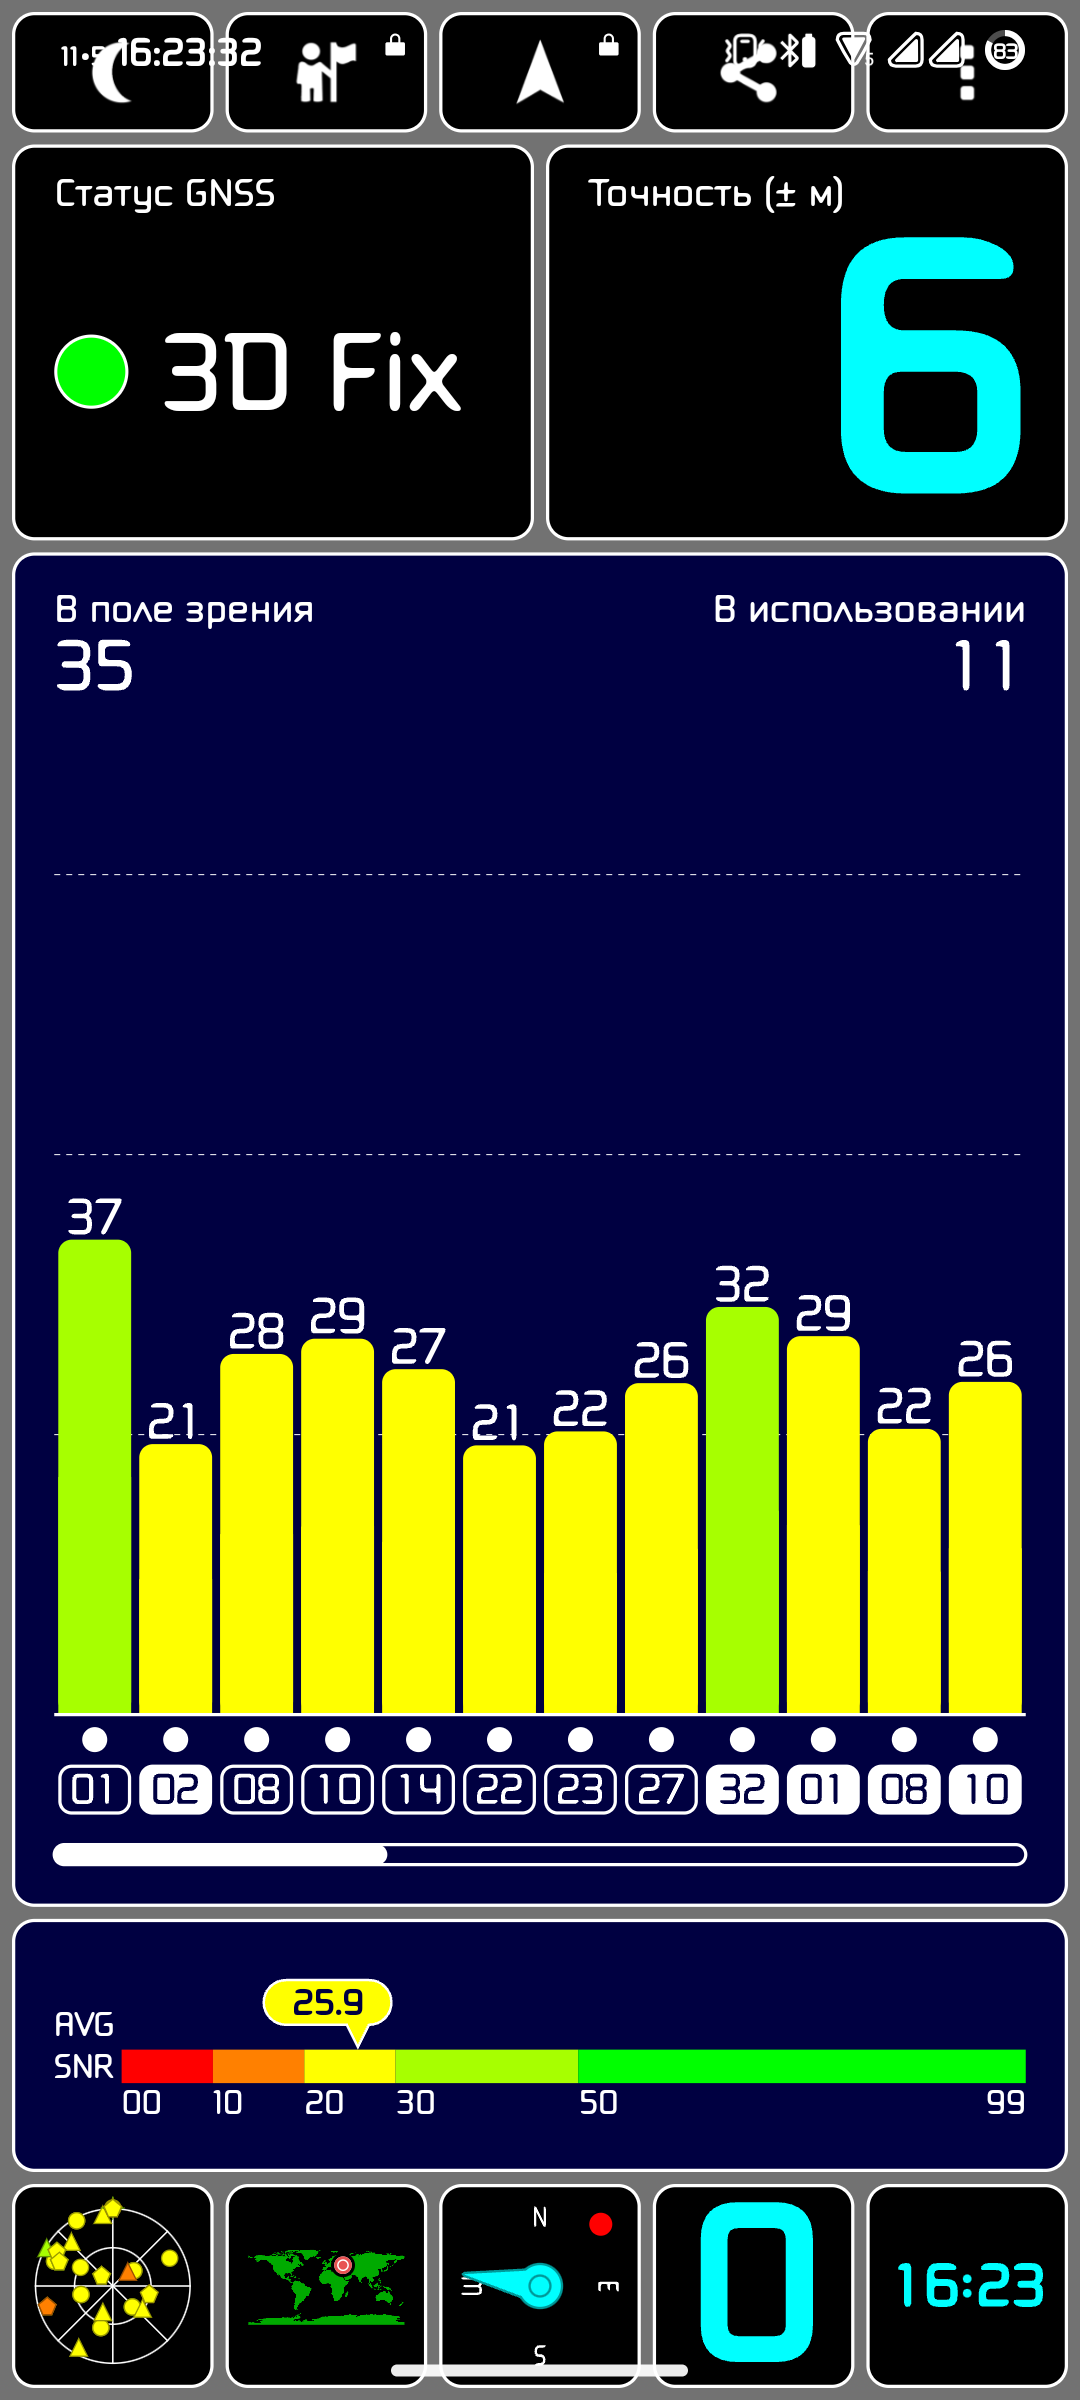 16:23:32
83
Статус GNSS
3D Fix
Точность (± м)
6
В поле зрения
35
В использовании
11
37 21 28 29 27 21 22 26 32 29 22 26
01 02 08 10 14 22 23 27 32 01 08 10
25.9
AVG
SNR
00 10 20 30 50 99
N
E
S
W
0
16:23